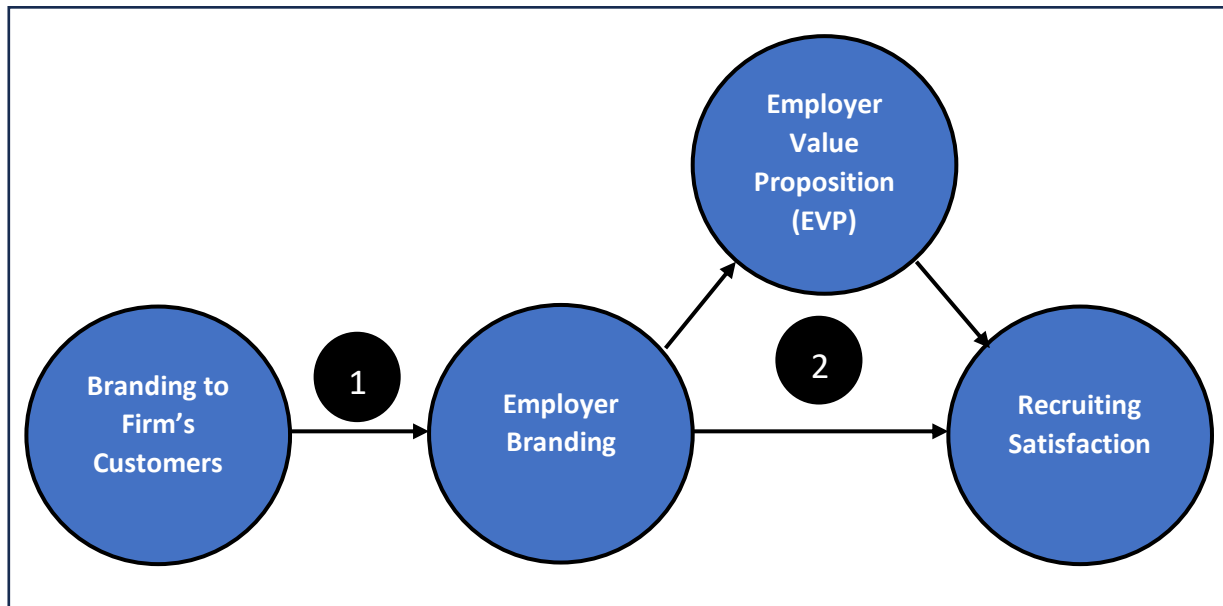 Employer
Value
Proposition
(EVP)
Branding to
Firm’s
Customers
1
Employer
Branding
2
Recruiting
Satisfaction